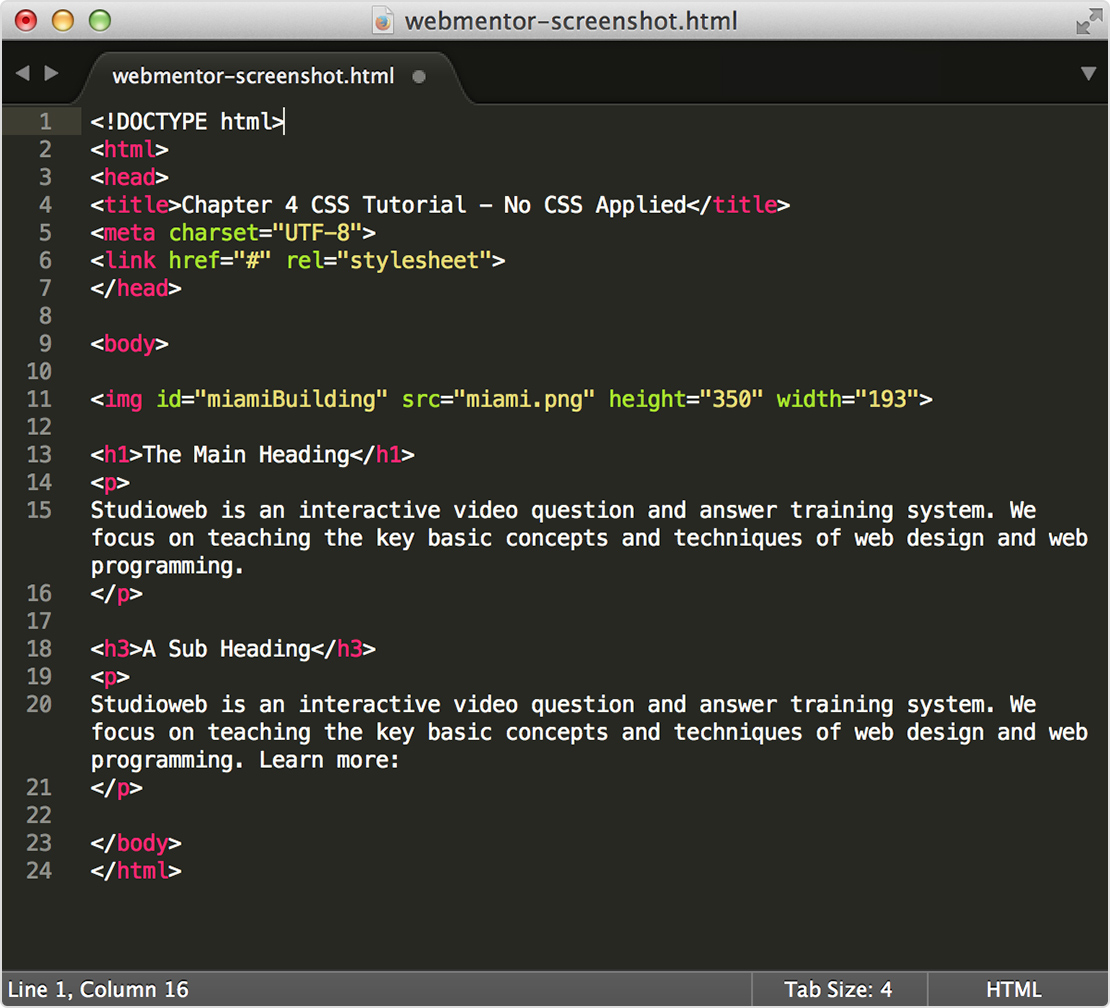 webmentor-screenshot.html
webmentor-screenshot.html
1 <!DOCTYPE html>
2 <html>
3 <head>
4 <title>Chapter 4 CSS Tutorial - No CSS Applied</title>
5 <meta charset="UTF-8">
6 <link href="#" rel="stylesheet">
7 </head>
8
9 <body>
10
11 <img id="miamiBuilding" src="miami.png" height="350" width="193">
12
13 <h1>The Main Heading</h1>
14 <p>
15 Studioweb is an interactive video question and answer training system. We
focus on teaching the key basic concepts and techniques of web design and web
programming.
16 </p>
17
18 <h3>A Sub Heading</h3>
19 <p>
20 Studioweb is an interactive video question and answer training system. We
focus on teaching the key basic concepts and techniques of web design and web
programming. Learn more:
21 </p>
22
23 </body>
24 </html>
Line 1, Column 16 Tab Size: 4 HTML